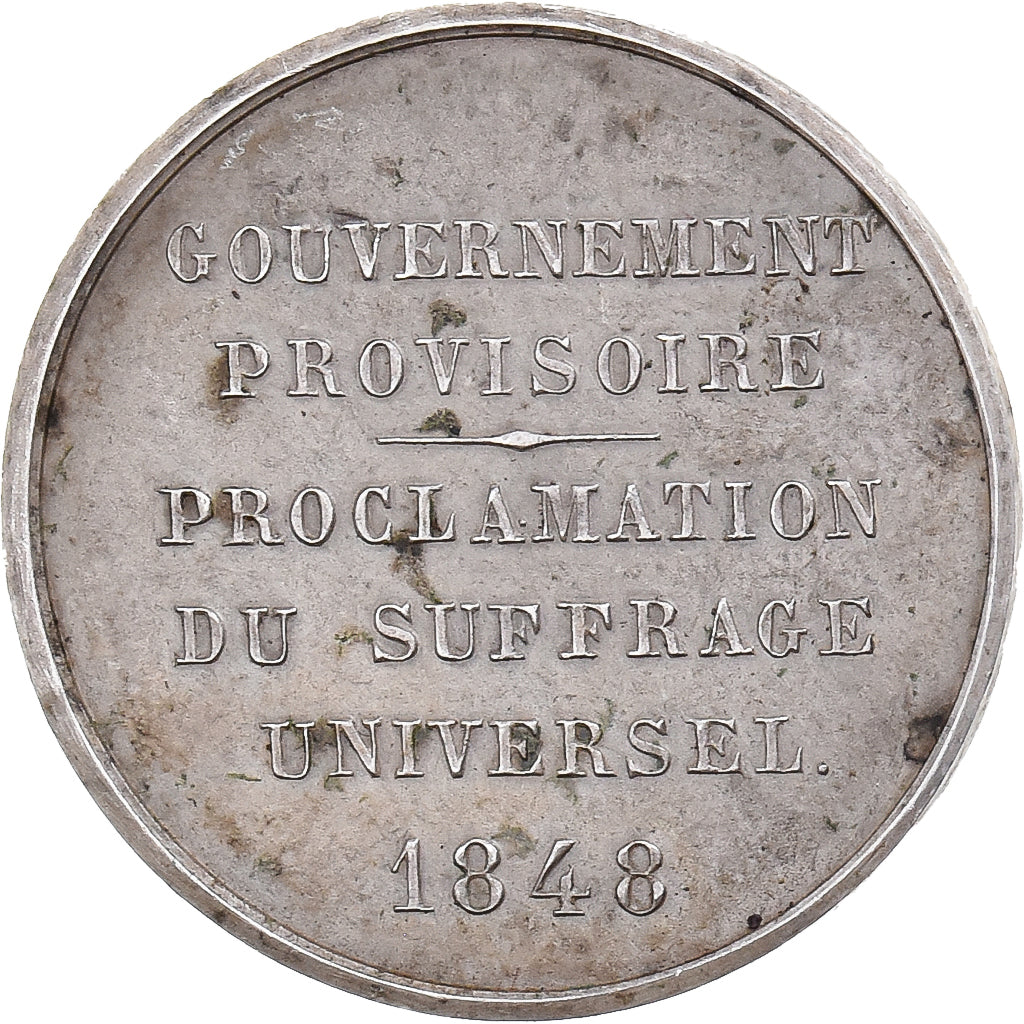 GOUVERNEMENT
PROVISOIRE
PROCLAMATION
DU SUFFRAGE
UNIVERSEL.
1848